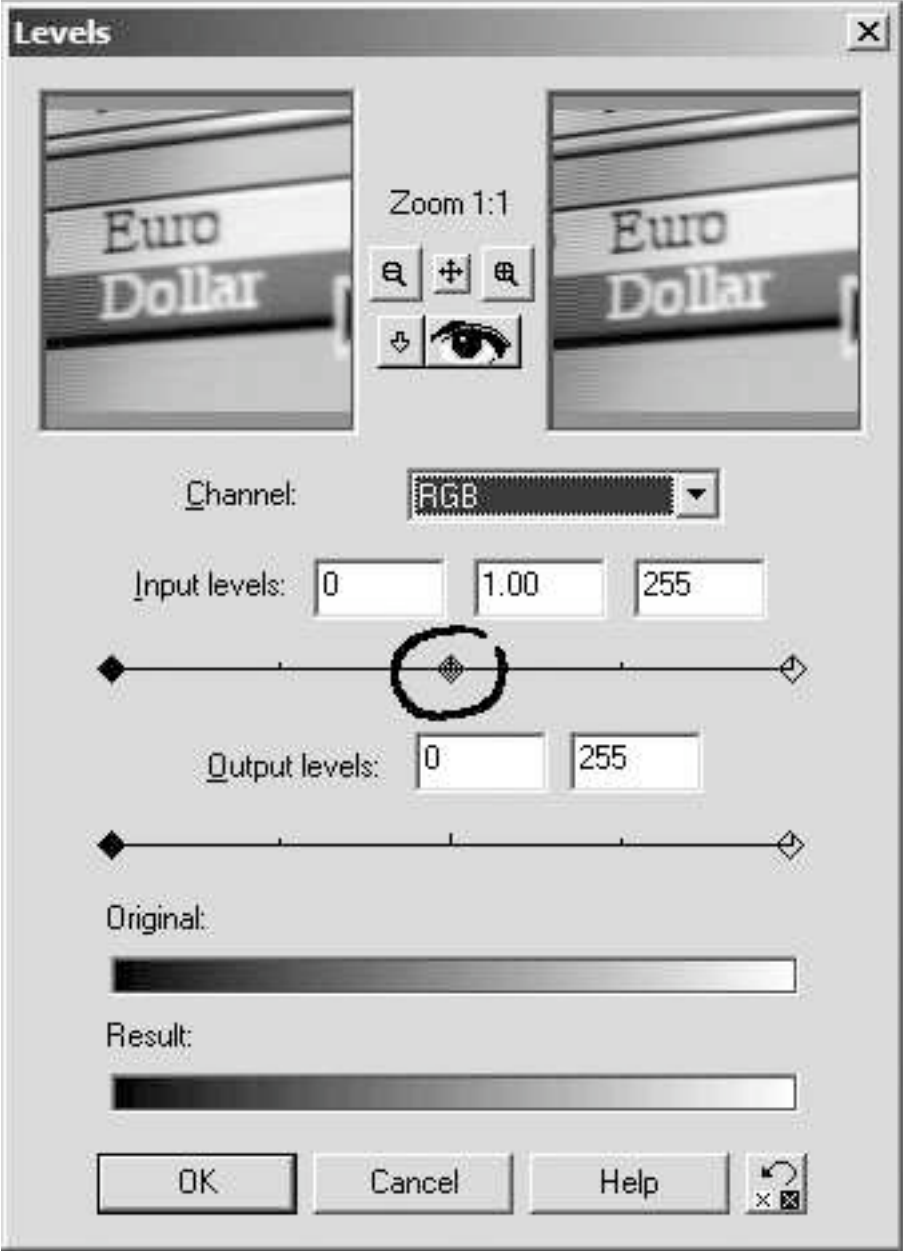 Levels
Euro
Dollar
Zoom 1:1
Euro
Dollar
Channel: RGB
Input levels: 0 1.00 255
Output levels: 0 255
Original:
Result:
OK Cancel Help